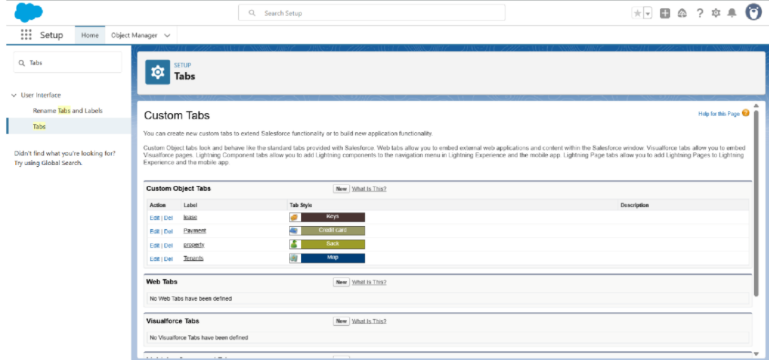 Search Setup
Setup
Home
Object Manager
Tabs
User Interface
Rename Tabs and Labels
Tabs
Didn't find what you're looking for?
Try using Global Search.
SETUP
Tabs
Custom Tabs
Help for this Page
You can create new custom tabs to extend Salesforce functionality or to build new application functionality.
Custom Object tabs look and behave like the standard tabs provided with Salesforce. Web tabs allow you to embed external web applications and content within the Salesforce window. Visualforce tabs allow you to embed
Visualforce pages. Lightning Component tabs allow you to add Lightning components to the navigation menu in Lightning Experience and the mobile app. Lightning Page tabs allow you to add Lightning Pages to Lightning
Experience and the mobile app.
Custom Object Tabs New What Is This?
Action Label Tab Style Description
Edit | Del lease Keys
Edit | Del Payment Credit card
Edit | Del property Sack
Edit | Del Tenants Map
Web Tabs New What Is This?
No Web Tabs have been defined
Visualforce Tabs New What Is This?
No Visualforce Tabs have been defined